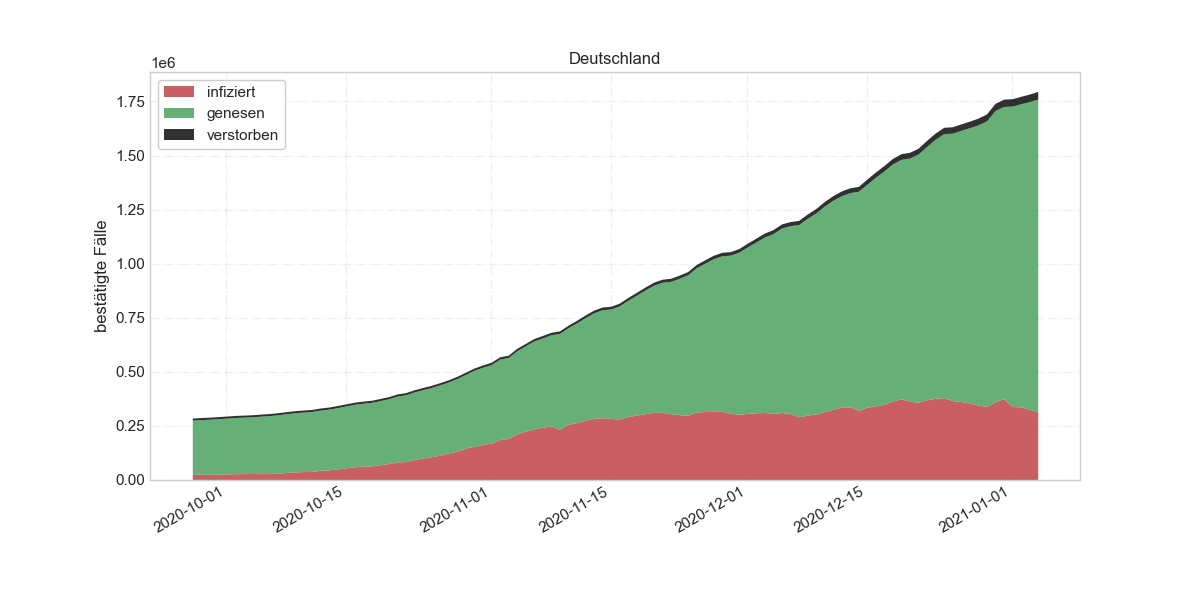 Deutschland
1e6
infiziert
genesen
verstorben
bestätigte Fälle
1.75
1.50
1.25
1.00
0.75
0.50
0.25
0.00
2020-10-01
2020-10-15
2020-11-01
2020-11-15
2020-12-01
2020-12-15
2021-01-01